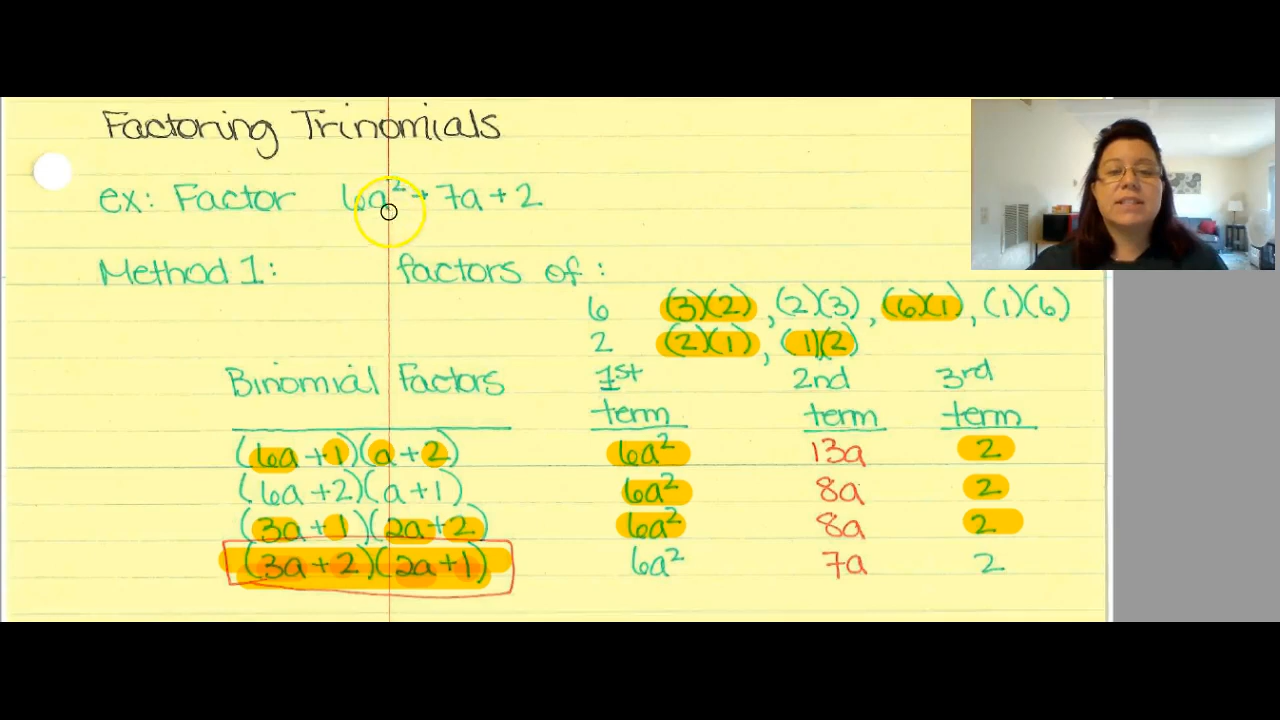 Factoring Trinomials
ex: Factor 6a² + 7a + 2
Method 1: factors of:
6 (3)(2), (2)(3), (6)(1), (1)(6)
2 (2)(1), (1)(2)
Binomial Factors 1st term 2nd term 3rd term
(6a+1)(a+2) 6a² 13a 2
(6a+2)(a+1) 6a² 8a 2
(3a+1)(2a+2) 6a² 8a 2
(3a+2)(2a+1) 6a² 7a 2